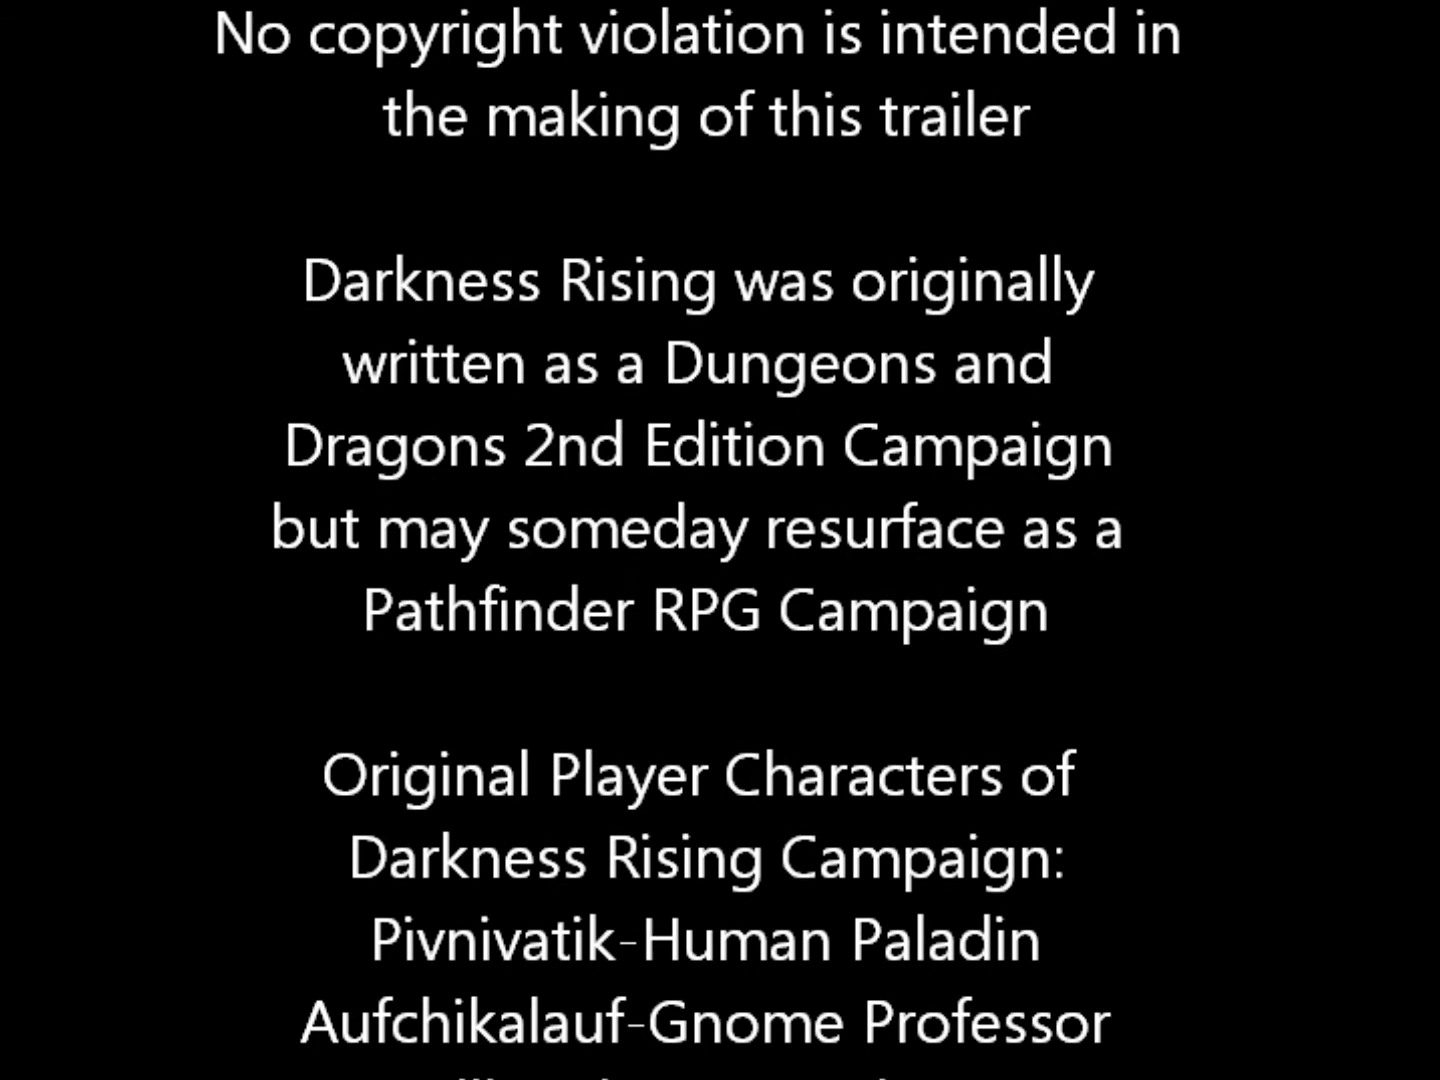 No copyright violation is intended in
the making of this trailer
Darkness Rising was originally
written as a Dungeons and
Dragons 2nd Edition Campaign
but may someday resurface as a
Pathfinder RPG Campaign
Original Player Characters of
Darkness Rising Campaign:
Pivnivatik-Human Paladin
Aufchikalauf-Gnome Professor